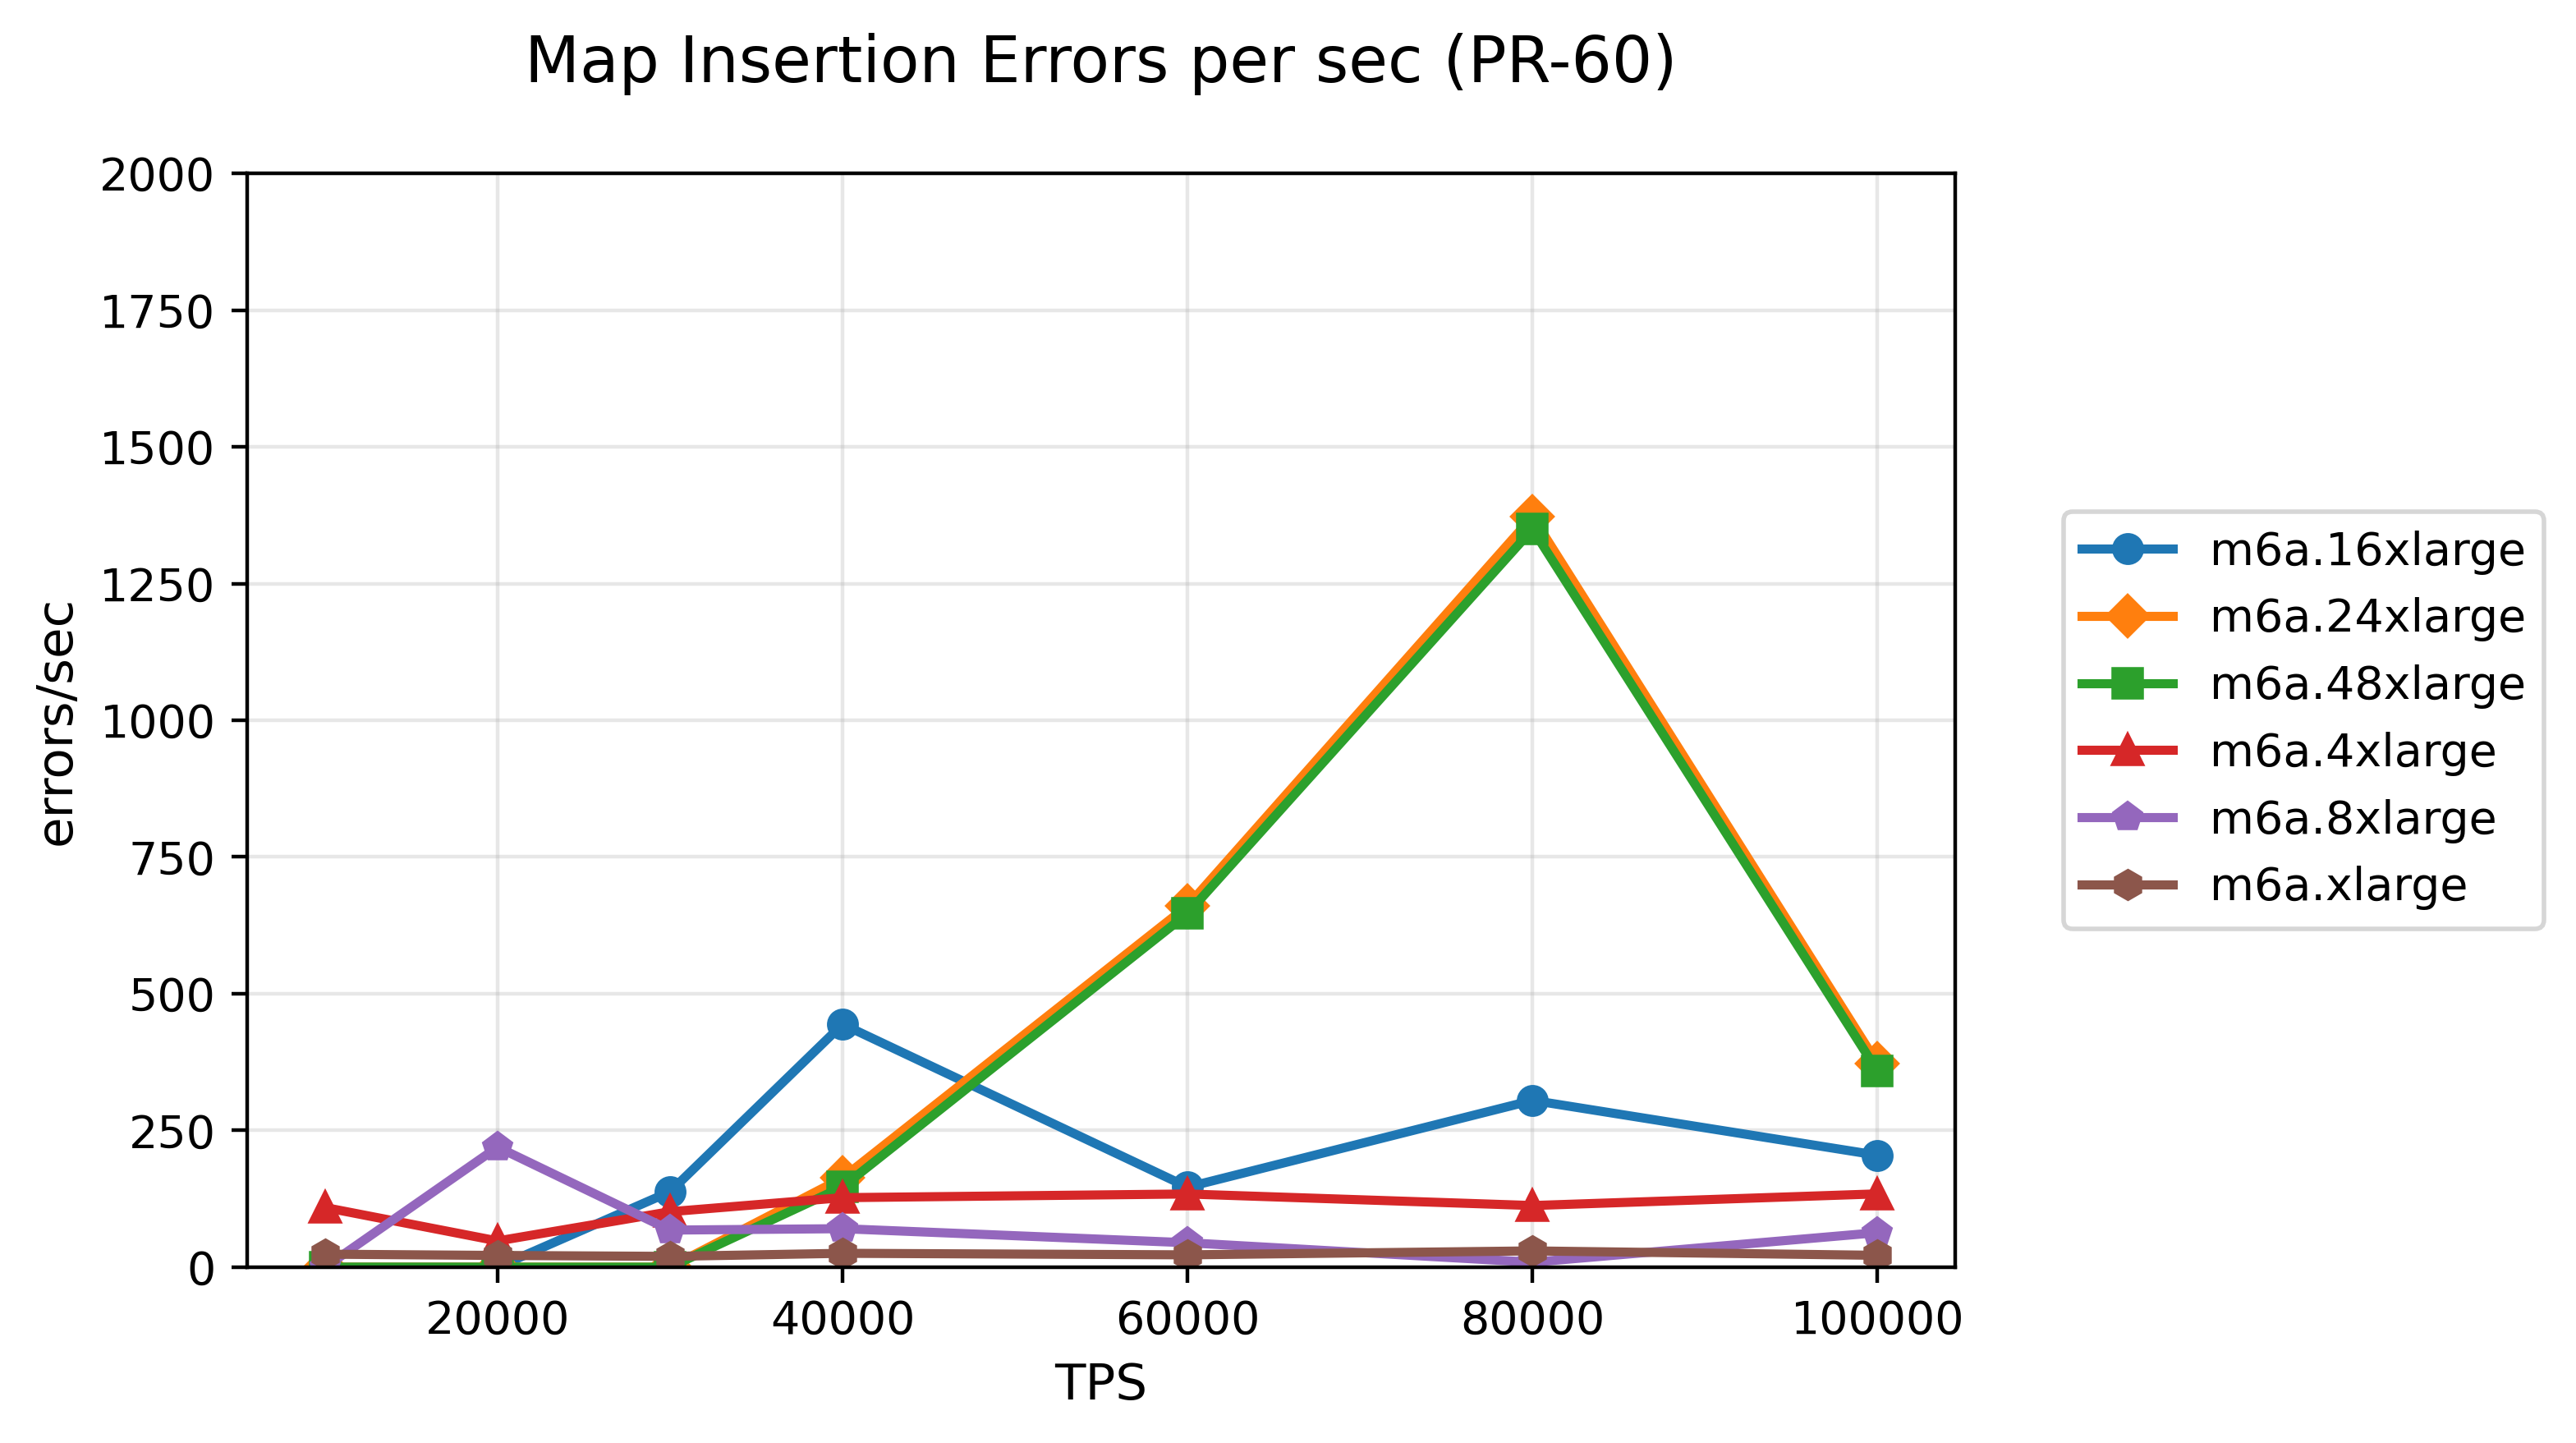 Map Insertion Errors per sec (PR-60)
2000
1750
1500
1250
1000
750
500
250
0
errors/sec
20000 40000 60000 80000 100000
TPS
m6a.16xlarge
m6a.24xlarge
m6a.48xlarge
m6a.4xlarge
m6a.8xlarge
m6a.xlarge